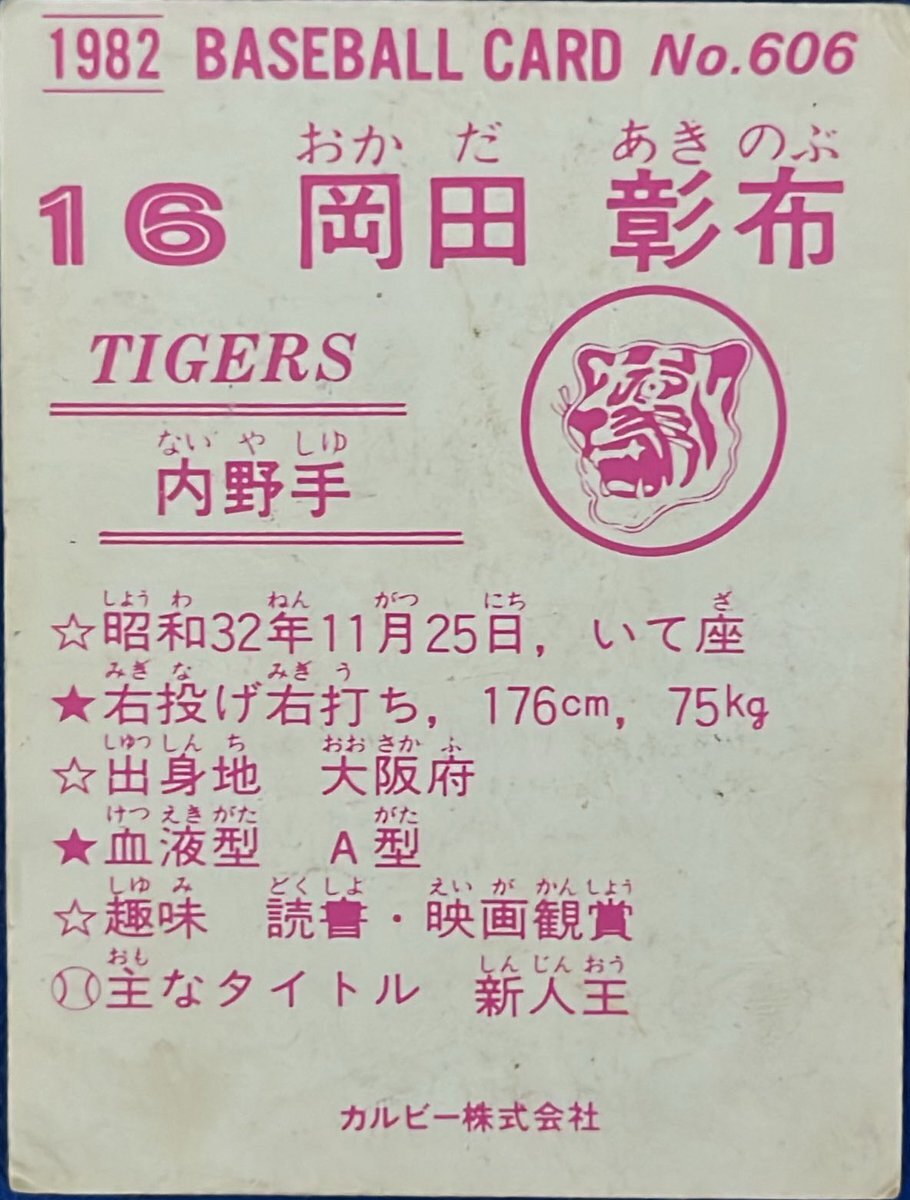 1982 BASEBALL CARD No.606
おかだ あきのぶ
16 岡田 彰布
TIGERS
ないやしゆ
内野手
しようわ ねん がつ にち ざ
☆昭和32年11月25日, いて座
みぎな みぎう
★右投げ右打ち, 176cm, 75kg
しゆつしんち おおさかふ
☆出身地 大阪府
けつえきがた がた
★血液型 A型
しゆみ どくしよ えいがかんしよう
☆趣味 読書・映画観賞
おも しんじんおう
主なタイトル 新人王
カルビー株式会社